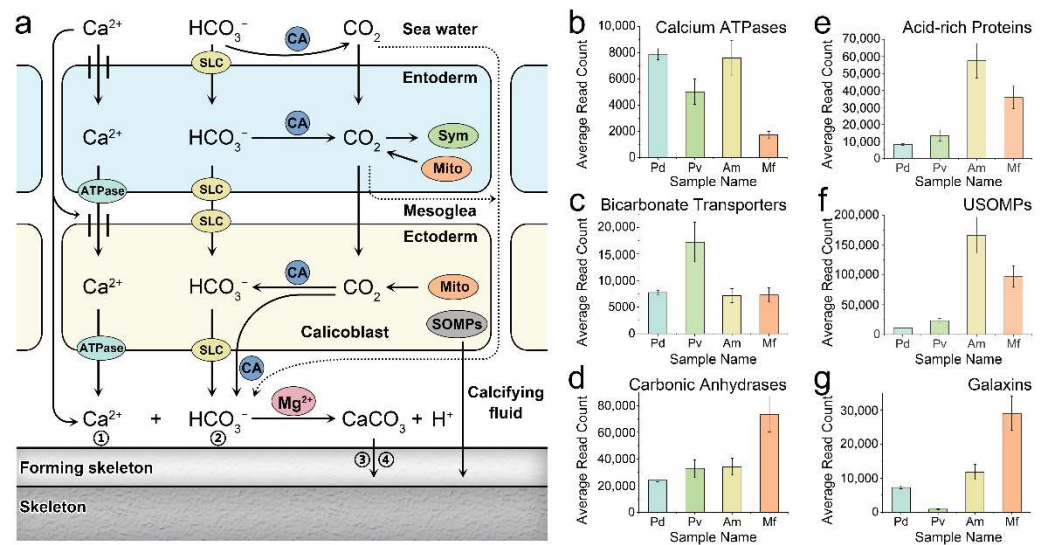 a
Ca²⁺
HCO₃⁻
CA
CO₂
Sea water
SLC
Entoderm
Ca²⁺
HCO₃⁻
CA
CO₂
Sym
Mito
ATPase
SLC
SLC
Mesoglea
Ectoderm
Ca²⁺
HCO₃⁻
CA
CO₂
Mito
SOMPs
Calicoblast
ATPase
SLC
CA
Calcifying
fluid
Ca²⁺ + HCO₃⁻ Mg²⁺ CaCO₃ + H⁺
① ② ③ ④
Forming skeleton
Skeleton
b
Calcium ATPases
Average Read Count
10,000
8000
6000
4000
2000
0
Pd Pv Am Mf
Sample Name
c
Bicarbonate Transporters
Average Read Count
20,000
15,000
10,000
5000
0
Pd Pv Am Mf
Sample Name
d
Carbonic Anhydrases
Average Read Count
80,000
60,000
40,000
20,000
0
Pd Pv Am Mf
Sample Name
e
Acid-rich Proteins
Average Read Count
70,000
60,000
50,000
40,000
30,000
20,000
10,000
0
Pd Pv Am Mf
Sample Name
f
USOMPs
Average Read Count
200,000
150,000
100,000
50,000
0
Pd Pv Am Mf
Sample Name
g
Galaxins
Average Read Count
30,000
20,000
10,000
0
Pd Pv Am Mf
Sample Name